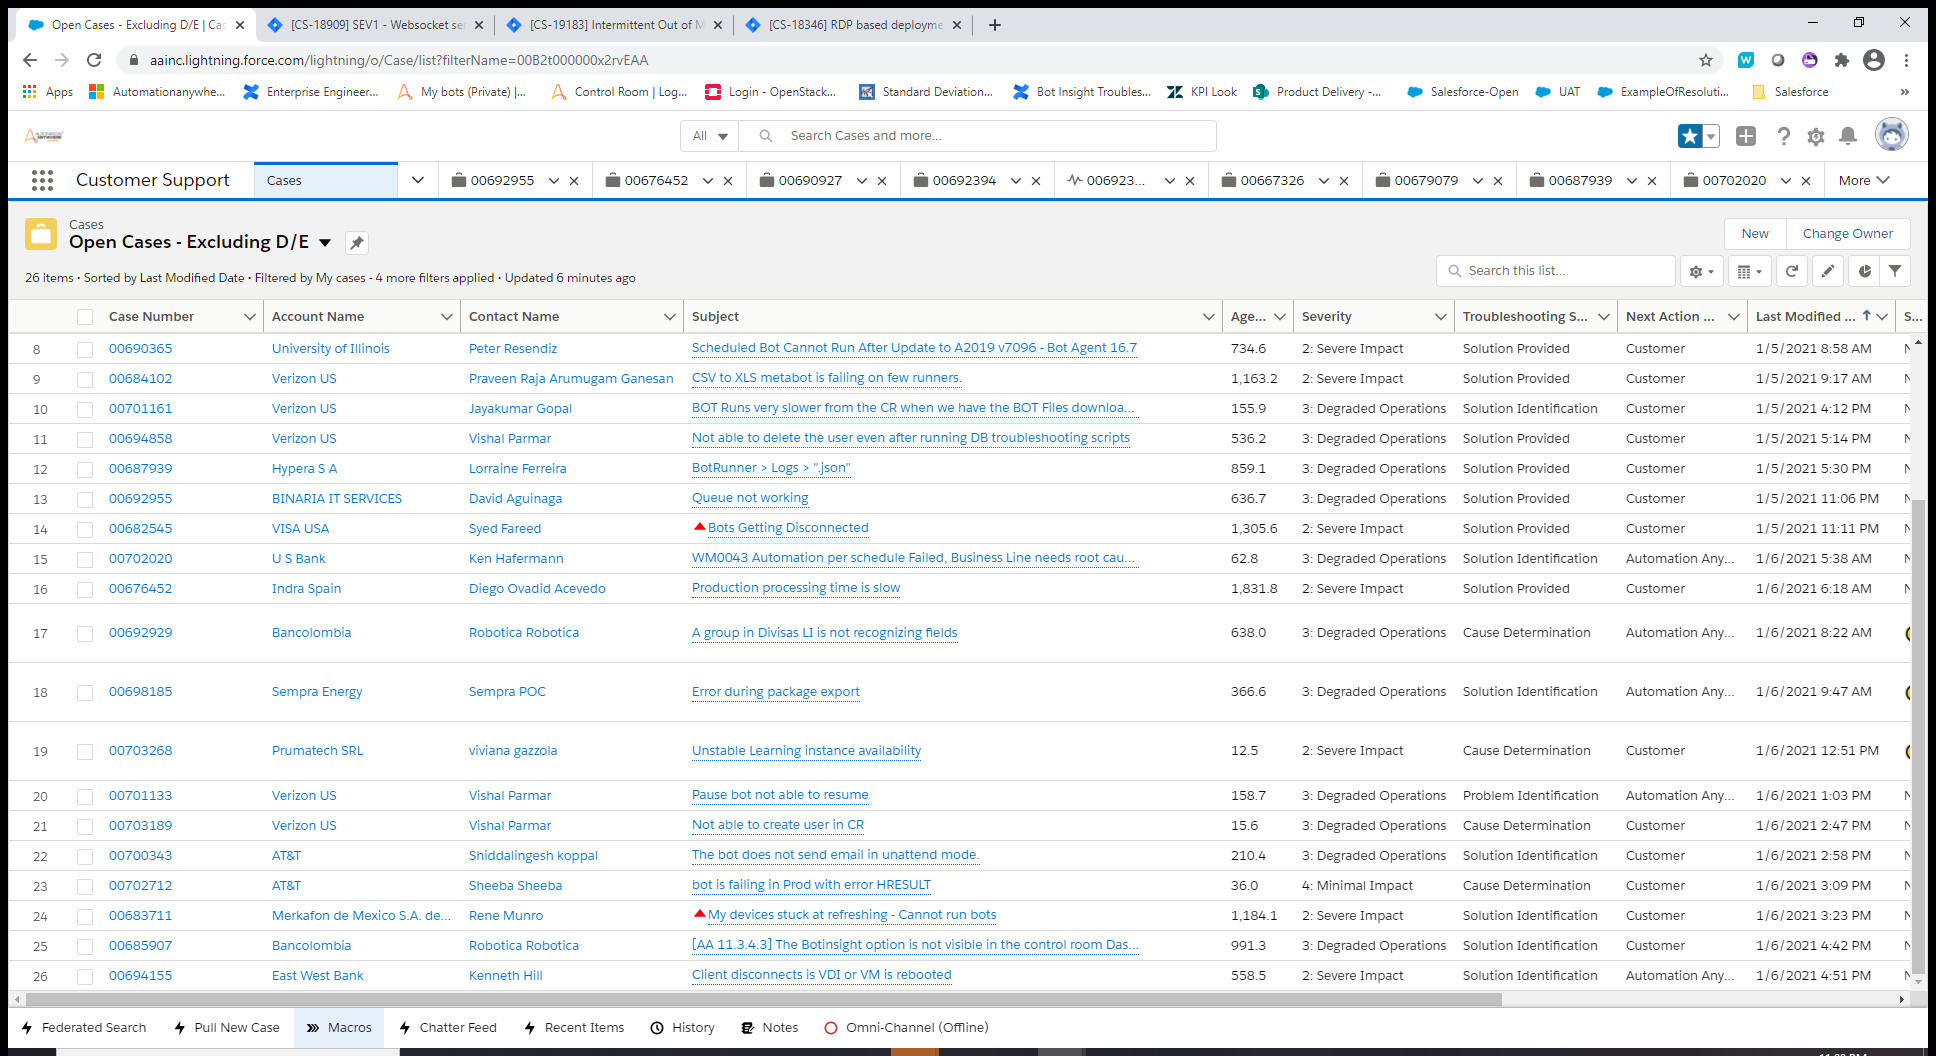 Open Cases - Excluding D/E | Cas
[CS-18909] SEV1 - Websocket se
[CS-19183] Intermittent Out of M
[CS-18346] RDP based deployme
aainc.lightning.force.com/lightning/o/Case/list?filterName=00B2t000000x2rvEAA
Apps Automationanywhe... Enterprise Engineer... My bots (Private) |... Control Room | Log... Login - OpenStack... Standard Deviation... Bot Insight Troubles... KPI Look Product Delivery -... Salesforce-Open UAT ExampleOfResoluti... Salesforce »
All Search Cases and more...
Customer Support Cases 00692955 00676452 00690927 00692394 006923... 00667326 00679079 00687939 00702020 More
Cases
Open Cases - Excluding D/E
New Change Owner
26 items • Sorted by Last Modified Date • Filtered by My cases - 4 more filters applied • Updated 6 minutes ago
Search this list...
Case Number Account Name Contact Name Subject Age... Severity Troubleshooting S... Next Action ... Last Modified ... S...
8 00690365 University of Illinois Peter Resendiz Scheduled Bot Cannot Run After Update to A2019 v7096 - Bot Agent 16.7 734.6 2: Severe Impact Solution Provided Customer 1/5/2021 8:58 AM
9 00684102 Verizon US Praveen Raja Arumugam Ganesan CSV to XLS metabot is failing on few runners. 1,163.2 2: Severe Impact Solution Provided Customer 1/5/2021 9:17 AM
10 00701161 Verizon US Jayakumar Gopal BOT Runs very slower from the CR when we have the BOT Files downloa... 155.9 3: Degraded Operations Solution Identification Customer 1/5/2021 4:12 PM
11 00694858 Verizon US Vishal Parmar Not able to delete the user even after running DB troubleshooting scripts 536.2 3: Degraded Operations Solution Provided Customer 1/5/2021 5:14 PM
12 00687939 Hypera S A Lorraine Ferreira BotRunner > Logs > ".json" 859.1 3: Degraded Operations Solution Provided Customer 1/5/2021 5:30 PM
13 00692955 BINARIA IT SERVICES David Aguinaga Queue not working 636.7 3: Degraded Operations Solution Provided Customer 1/5/2021 11:06 PM
14 00682545 VISA USA Syed Fareed Bots Getting Disconnected 1,305.6 2: Severe Impact Solution Provided Customer 1/5/2021 11:11 PM
15 00702020 U S Bank Ken Hafermann WM0043 Automation per schedule Failed, Business Line needs root cau... 62.8 3: Degraded Operations Solution Identification Automation Any... 1/6/2021 5:38 AM
16 00676452 Indra Spain Diego Ovadid Acevedo Production processing time is slow 1,831.8 2: Severe Impact Solution Provided Customer 1/6/2021 6:18 AM
17 00692929 Bancolombia Robotica Robotica A group in Divisas LI is not recognizing fields 638.0 3: Degraded Operations Cause Determination Automation Any... 1/6/2021 8:22 AM
18 00698185 Sempra Energy Sempra POC Error during package export 366.6 3: Degraded Operations Solution Identification Automation Any... 1/6/2021 9:47 AM
19 00703268 Prumatech SRL viviana gazzola Unstable Learning instance availability 12.5 2: Severe Impact Cause Determination Customer 1/6/2021 12:51 PM
20 00701133 Verizon US Vishal Parmar Pause bot not able to resume 158.7 3: Degraded Operations Problem Identification Automation Any... 1/6/2021 1:03 PM
21 00703189 Verizon US Vishal Parmar Not able to create user in CR 15.6 3: Degraded Operations Cause Determination Customer 1/6/2021 2:47 PM
22 00700343 AT&T Shiddalingesh koppal The bot does not send email in unattend mode. 210.4 3: Degraded Operations Solution Identification Customer 1/6/2021 2:58 PM
23 00702712 AT&T Sheeba Sheeba bot is failing in Prod with error HRESULT 36.0 4: Minimal Impact Cause Determination Customer 1/6/2021 3:09 PM
24 00683711 Merkafon de Mexico S.A. de... Rene Munro My devices stuck at refreshing - Cannot run bots 1,184.1 2: Severe Impact Solution Identification Customer 1/6/2021 3:23 PM
25 00685907 Bancolombia Robotica Robotica [AA 11.3.4.3] The Botinsight option is not visible in the control room Das... 991.3 3: Degraded Operations Solution Identification Customer 1/6/2021 4:42 PM
26 00694155 East West Bank Kenneth Hill Client disconnects is VDI or VM is rebooted 558.5 2: Severe Impact Solution Identification Automation Any... 1/6/2021 4:51 PM
Federated Search Pull New Case Macros Chatter Feed Recent Items History Notes Omni-Channel (Offline)